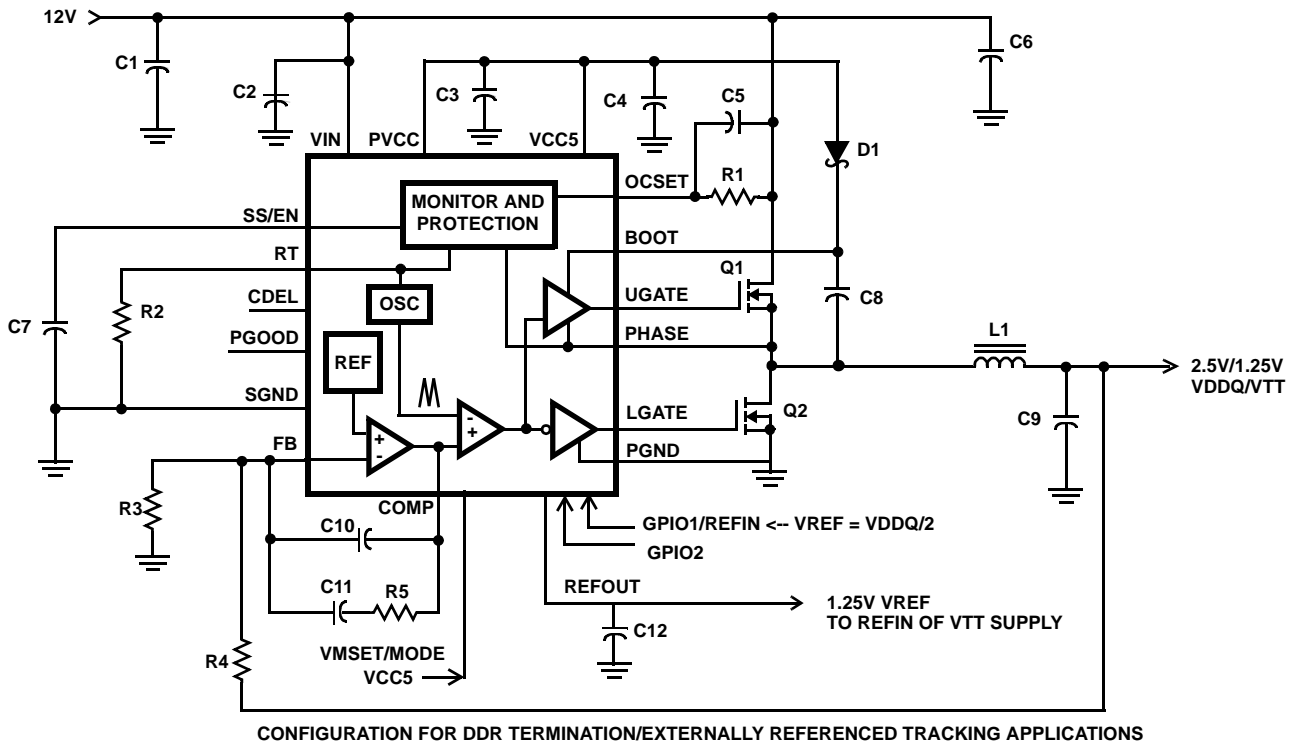 12V
C1
C2
C3
C4
C5
C6
VIN
PVCC
VCC5
D1
OCSET
R1
MONITOR AND
PROTECTION
SS/EN
BOOT
RT
Q1
OSC
UGATE
C8
CDEL
R2
C7
PGOOD
PHASE
L1
REF
2.5V/1.25V
VDDQ/VTT
SGND
LGATE
Q2
C9
-
+
+
-
FB
PGND
COMP
R3
C10
GPIO1/REFIN <-- VREF = VDDQ/2
GPIO2
C11
R5
REFOUT
1.25V VREF
TO REFIN OF VTT SUPPLY
C12
R4
VMSET/MODE
VCC5
CONFIGURATION FOR DDR TERMINATION/EXTERNALLY REFERENCED TRACKING APPLICATIONS